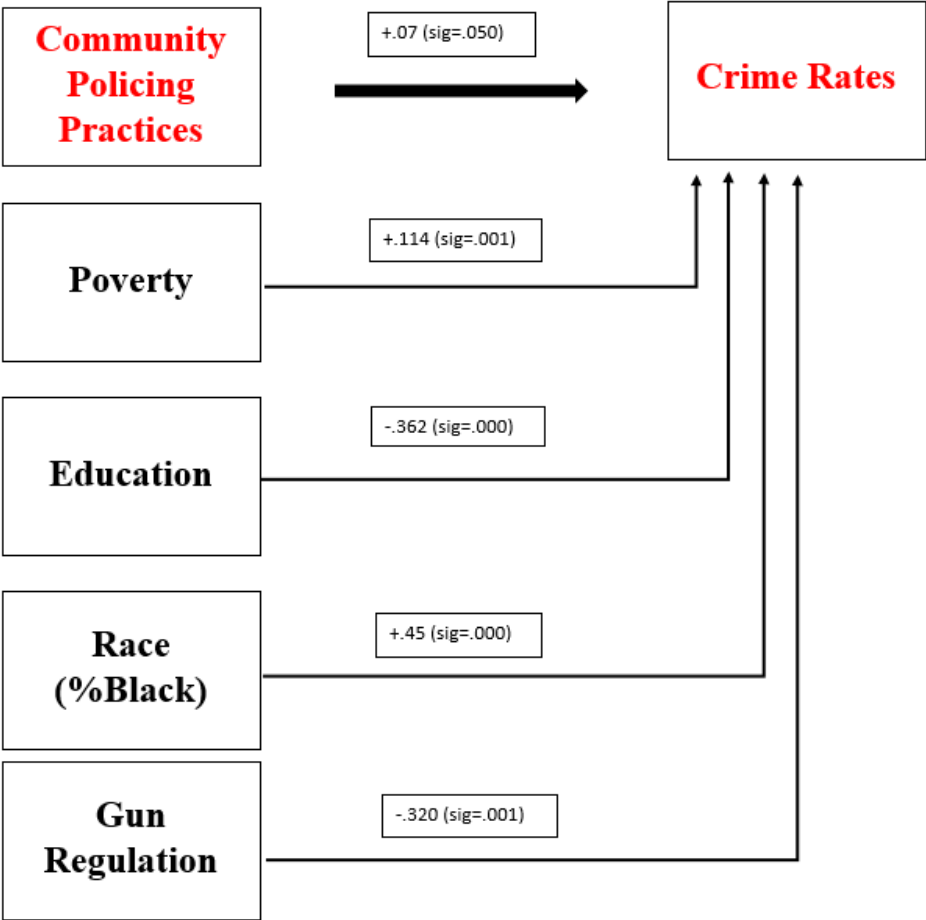 Community
Policing
Practices
+.07 (sig=.050)
Crime Rates
Poverty
+.114 (sig=.001)
Education
-.362 (sig=.000)
Race
(%Black)
+.45 (sig=.000)
Gun
Regulation
-.320 (sig=.001)